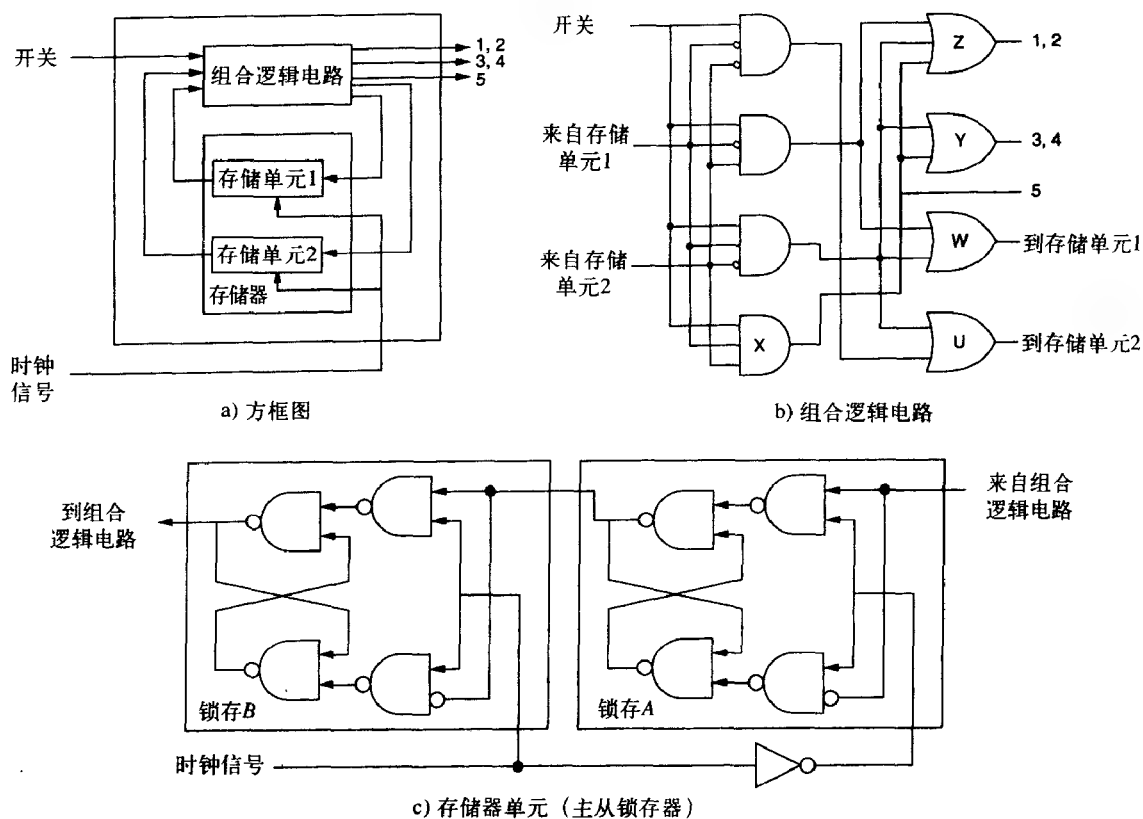 开关
组合逻辑电路
1, 2
3, 4
5
存储单元1
存储单元2
存储器
时钟
信号
a) 方框图
开关
来自存储
单元1
来自存储
单元2
X
Z
Y
W
U
1, 2
3, 4
5
到存储单元1
到存储单元2
b) 组合逻辑电路
到组合
逻辑电路
来自组合
逻辑电路
锁存B
锁存A
时钟信号
c) 存储器单元（主从锁存器）